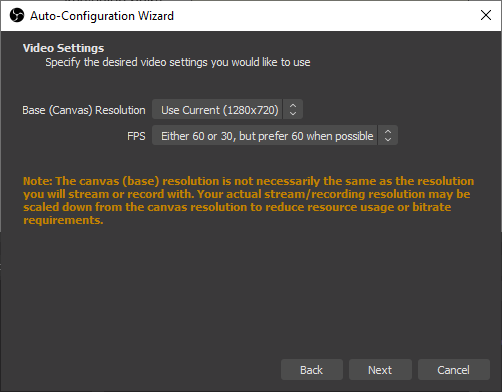 Auto-Configuration Wizard
Video Settings
Specify the desired video settings you would like to use
Base (Canvas) Resolution Use Current (1280x720)
FPS Either 60 or 30, but prefer 60 when possible
Note: The canvas (base) resolution is not necessarily the same as the resolution
you will stream or record with. Your actual stream/recording resolution may be
scaled down from the canvas resolution to reduce resource usage or bitrate
requirements.
Back Next Cancel